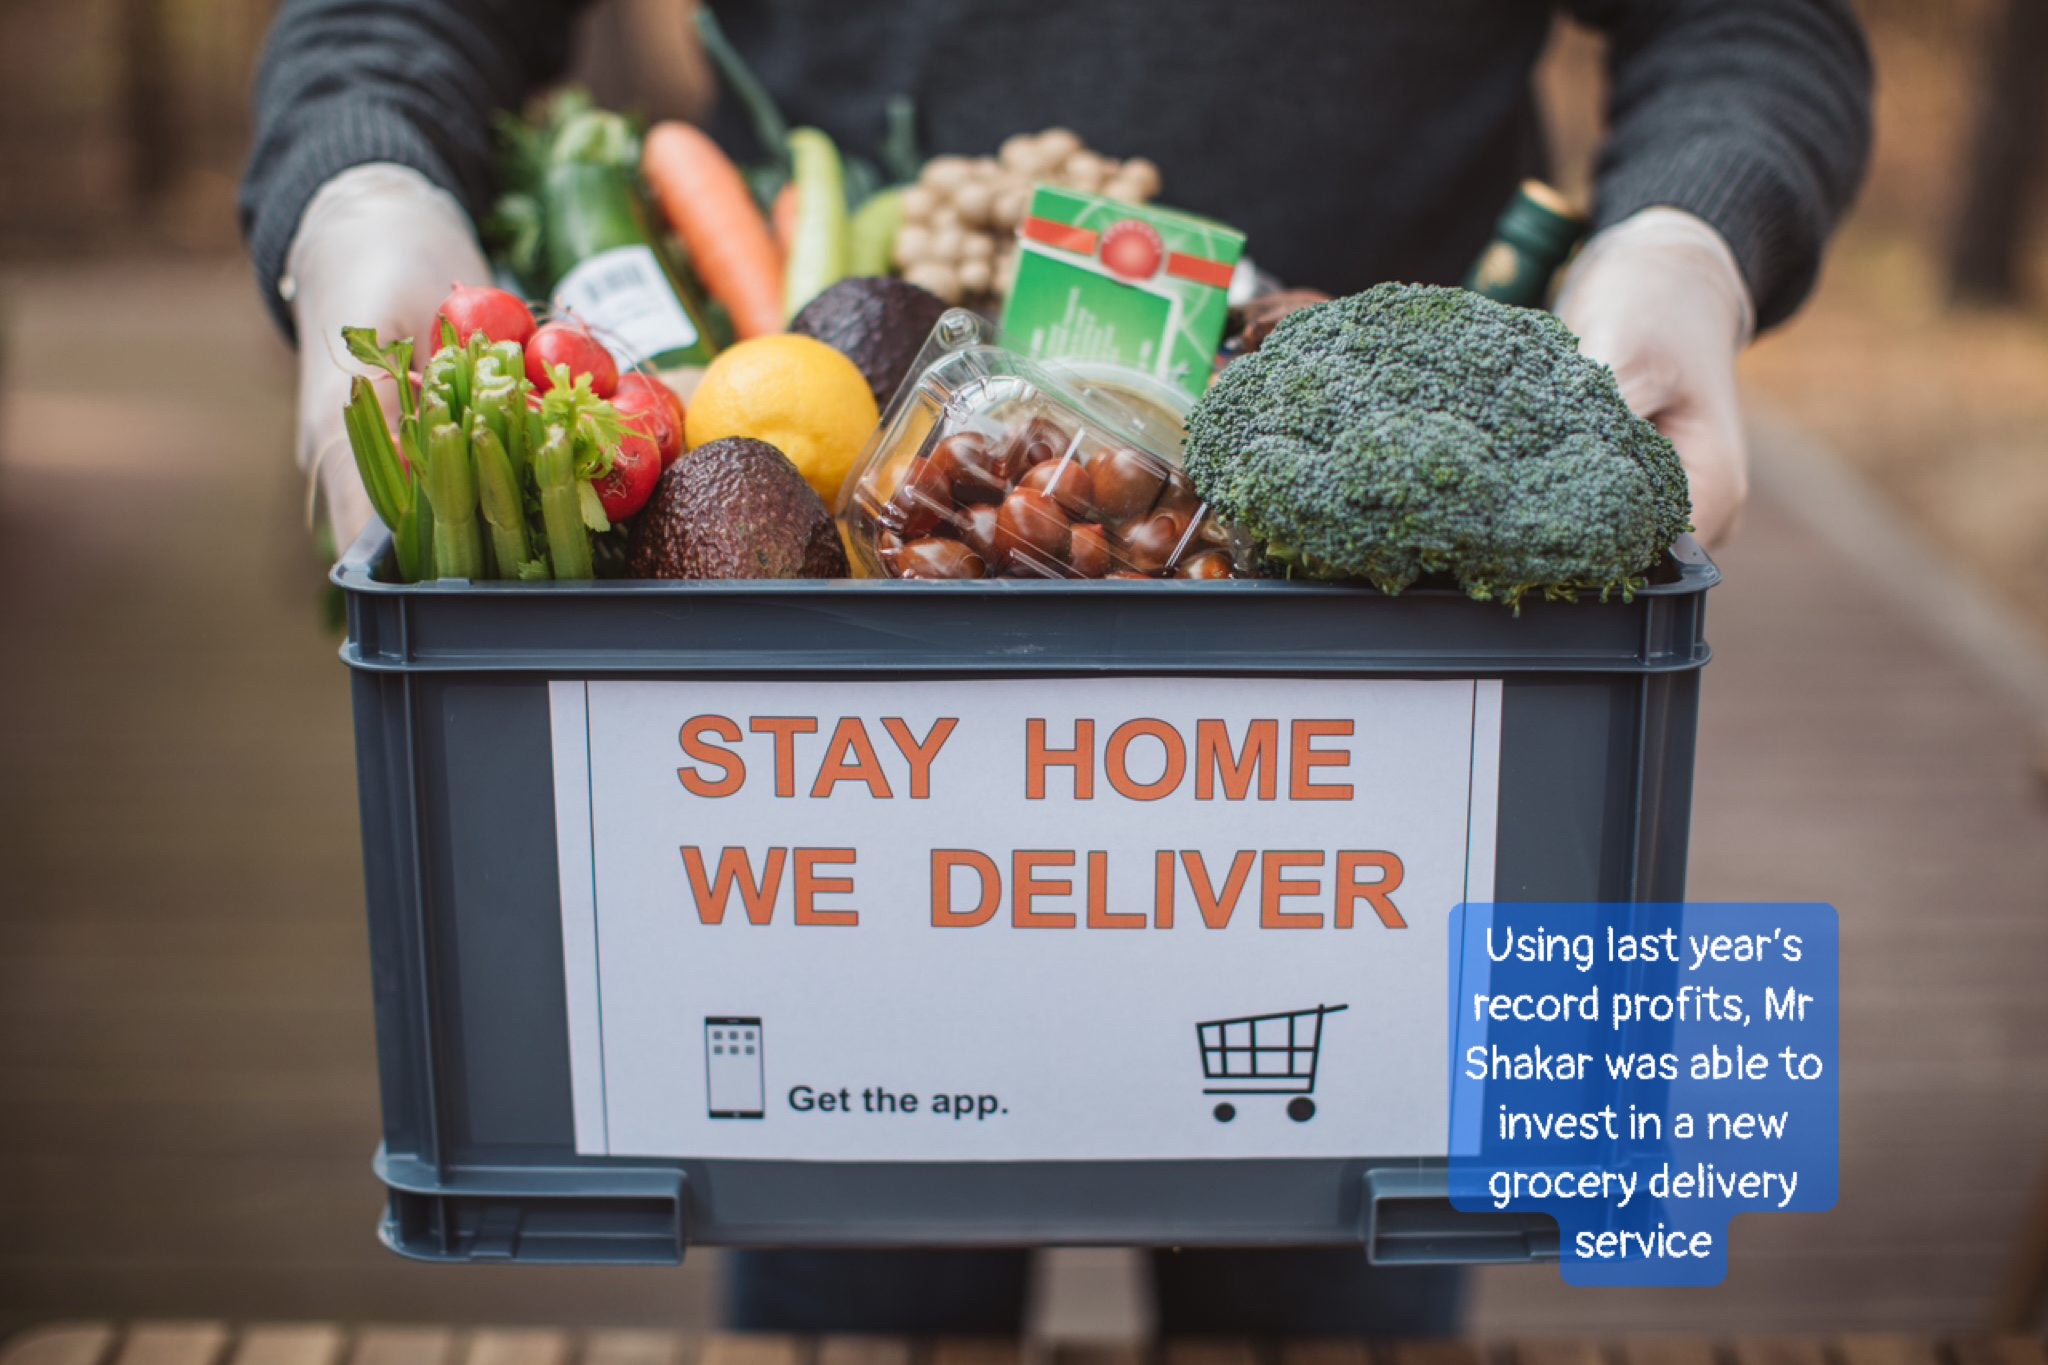 STAY HOME
WE DELIVER
Get the app.
Using last year's
record profits, Mr
Shakar was able to
invest in a new
grocery delivery
service